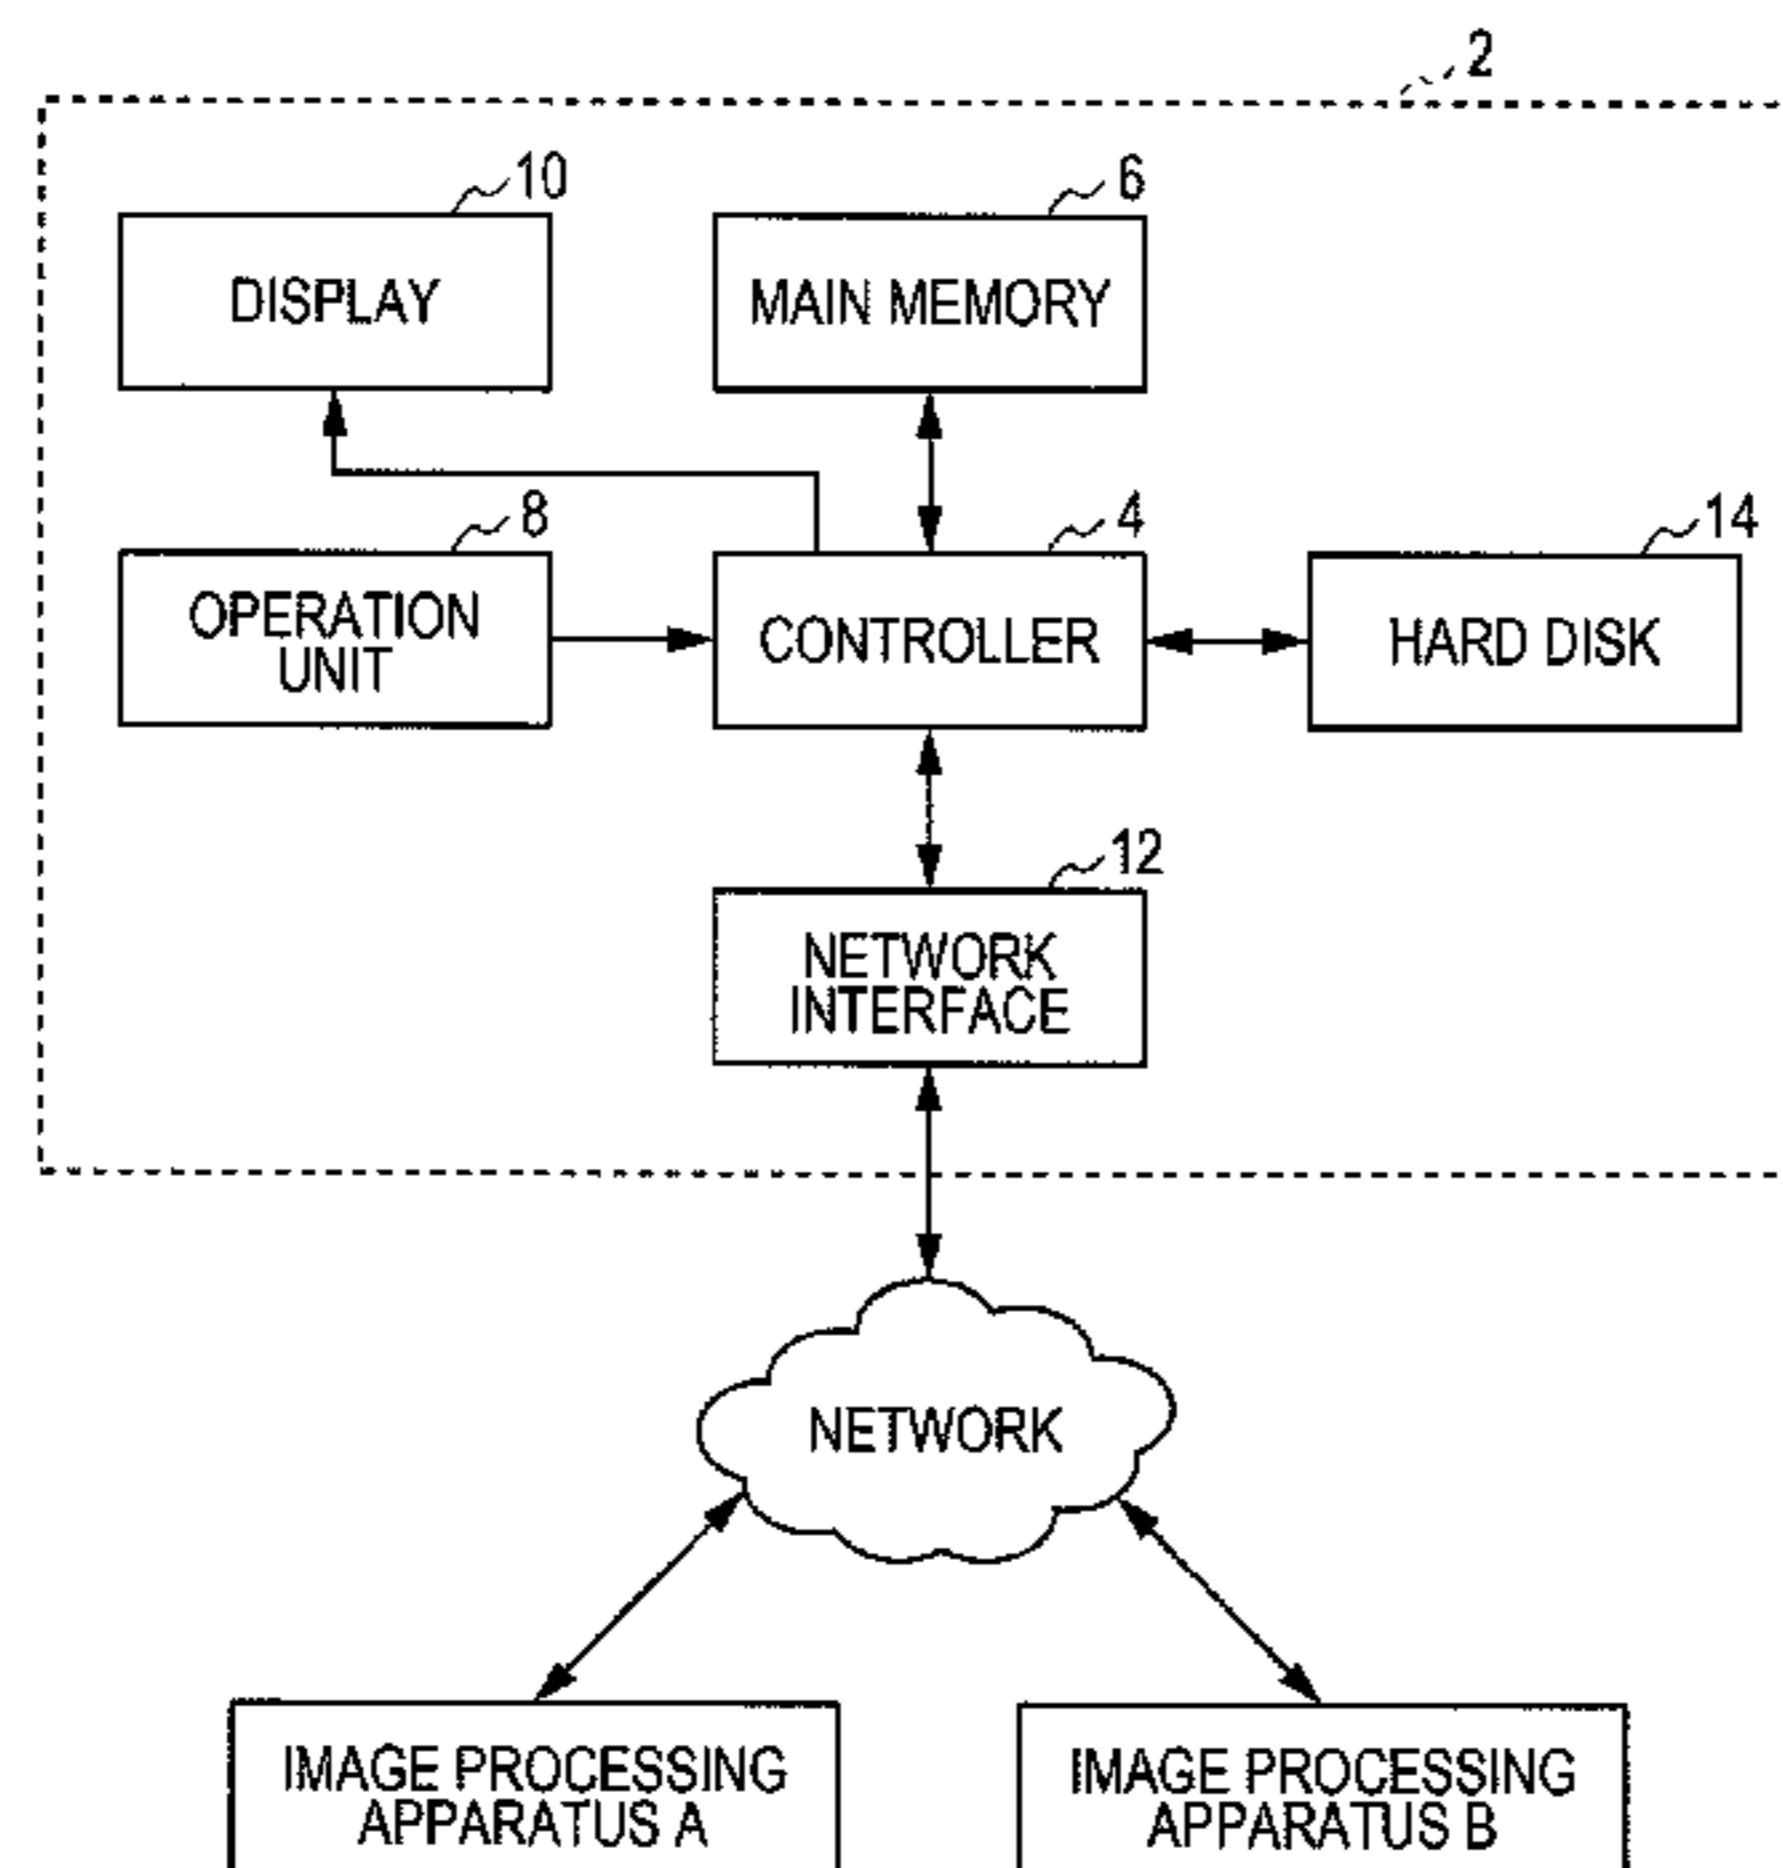 2
10
6
DISPLAY
MAIN MEMORY
8
4
14
OPERATION
UNIT
CONTROLLER
HARD DISK
12
NETWORK
INTERFACE
NETWORK
IMAGE PROCESSING
APPARATUS A
IMAGE PROCESSING
APPARATUS B